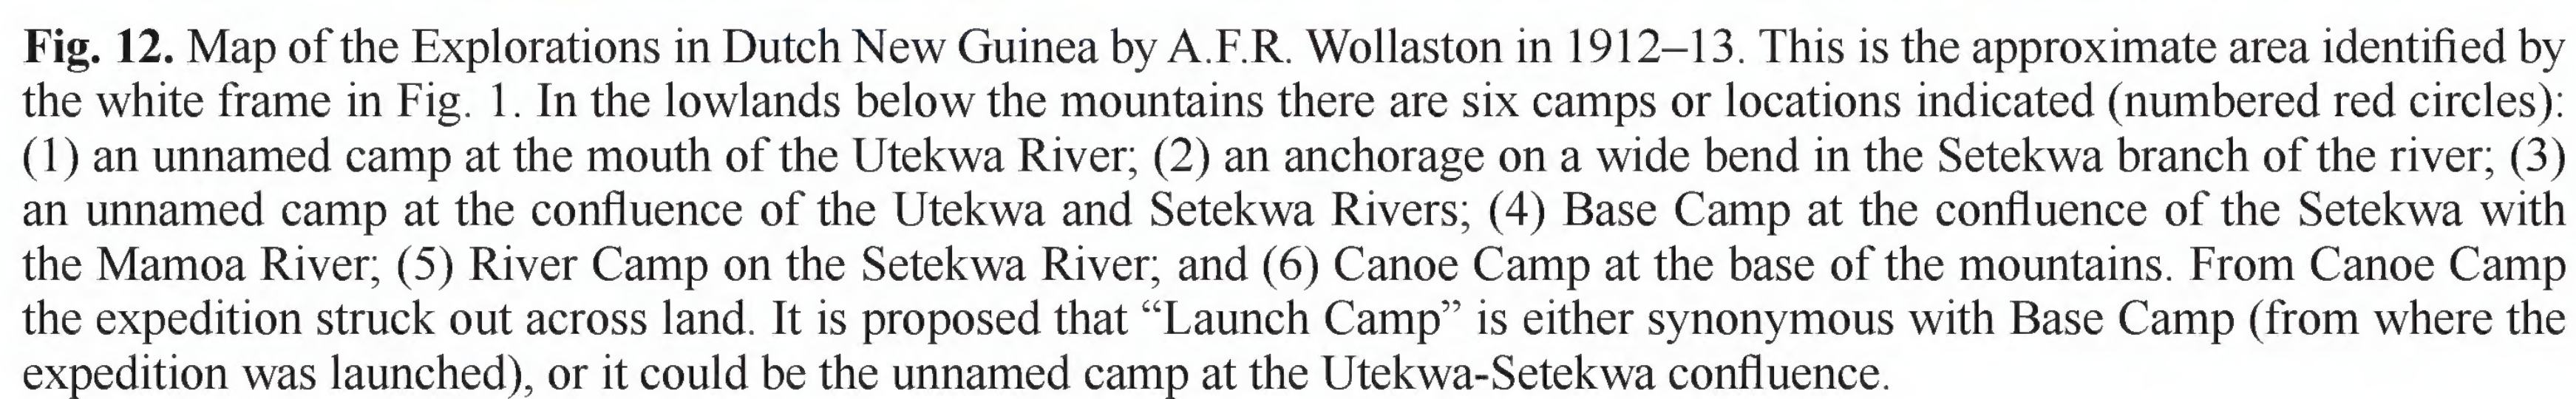 Fig. 12. Map of the Explorations in Dutch New Guinea by A.F.R. Wollaston in 1912–13. This is the approximate area identified by
the white frame in Fig. 1. In the lowlands below the mountains there are six camps or locations indicated (numbered red circles):
(1) an unnamed camp at the mouth of the Utekwa River; (2) an anchorage on a wide bend in the Setekwa branch of the river; (3)
an unnamed camp at the confluence of the Utekwa and Setekwa Rivers; (4) Base Camp at the confluence of the Setekwa with
the Mamoa River; (5) River Camp on the Setekwa River; and (6) Canoe Camp at the base of the mountains. From Canoe Camp
the expedition struck out across land. It is proposed that “Launch Camp” is either synonymous with Base Camp (from where the
expedition was launched), or it could be the unnamed camp at the Utekwa-Setekwa confluence.